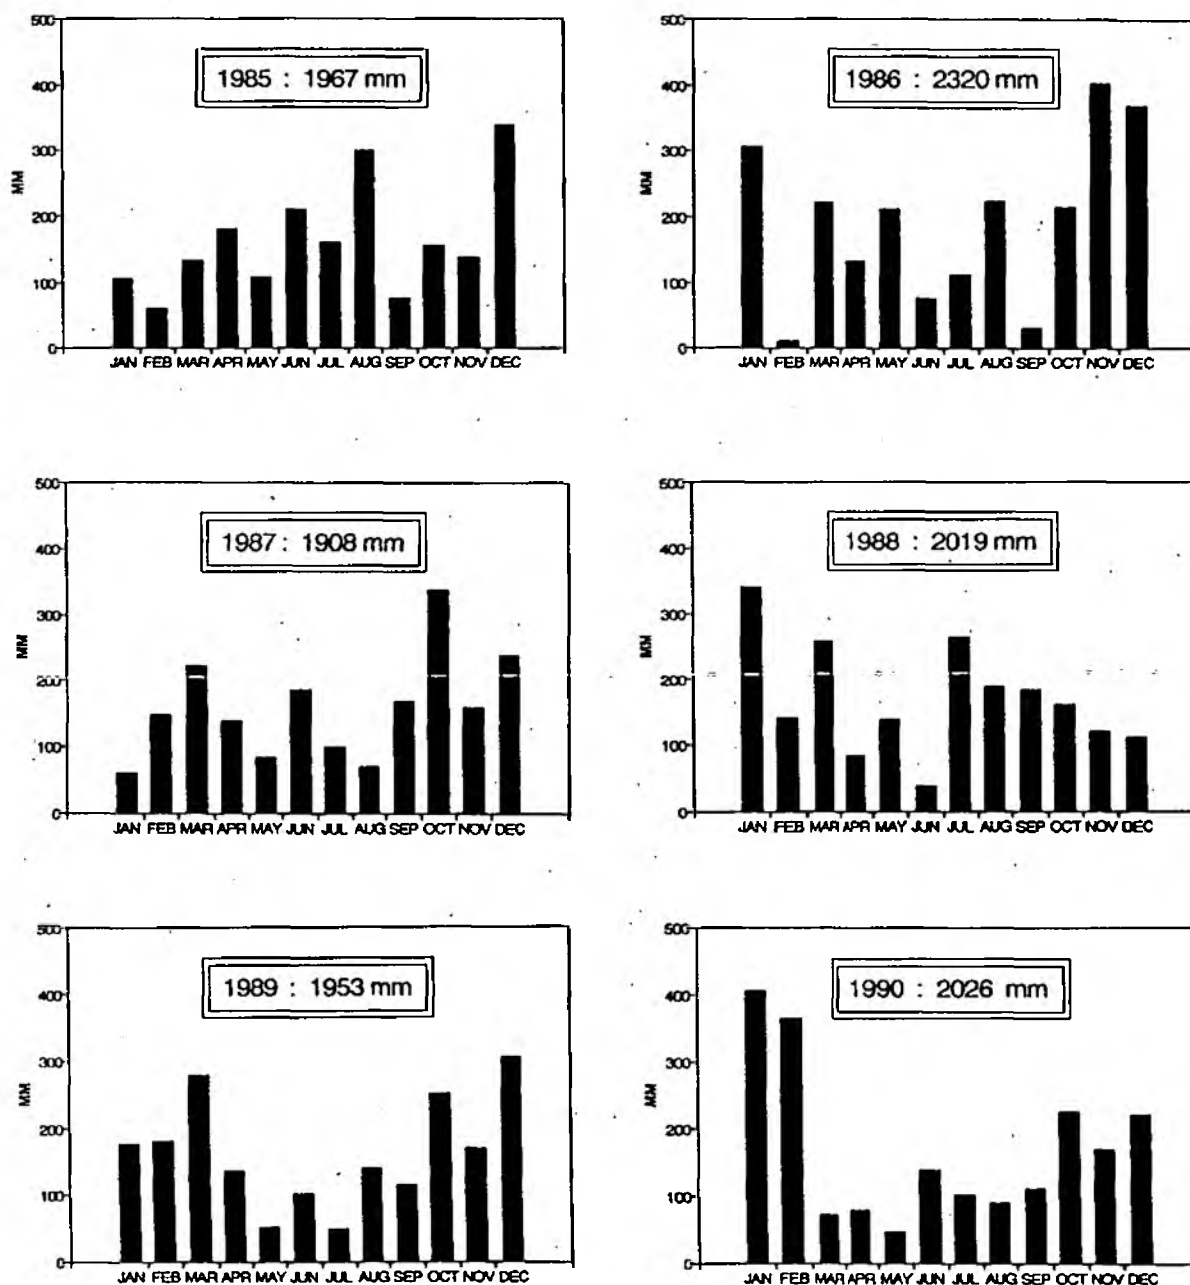 500
400
300
200
100
0
MM
1985 : 1967 mm
JAN FEB MAR APR MAY JUN JUL AUG SEP OCT NOV DEC
500
400
300
200
100
0
MM
1986 : 2320 mm
JAN FEB MAR APR MAY JUN JUL AUG SEP OCT NOV DEC
500
400
300
200
100
0
MM
1987 : 1908 mm
JAN FEB MAR APR MAY JUN JUL AUG SEP OCT NOV DEC
500
400
300
200
100
0
MM
1988 : 2019 mm
JAN FEB MAR APR MAY JUN JUL AUG SEP OCT NOV DEC
500
400
300
200
100
0
MM
1989 : 1953 mm
JAN FEB MAR APR MAY JUN JUL AUG SEP OCT NOV DEC
500
400
300
200
100
0
MM
1990 : 2026 mm
JAN FEB MAR APR MAY JUN JUL AUG SEP OCT NOV DEC